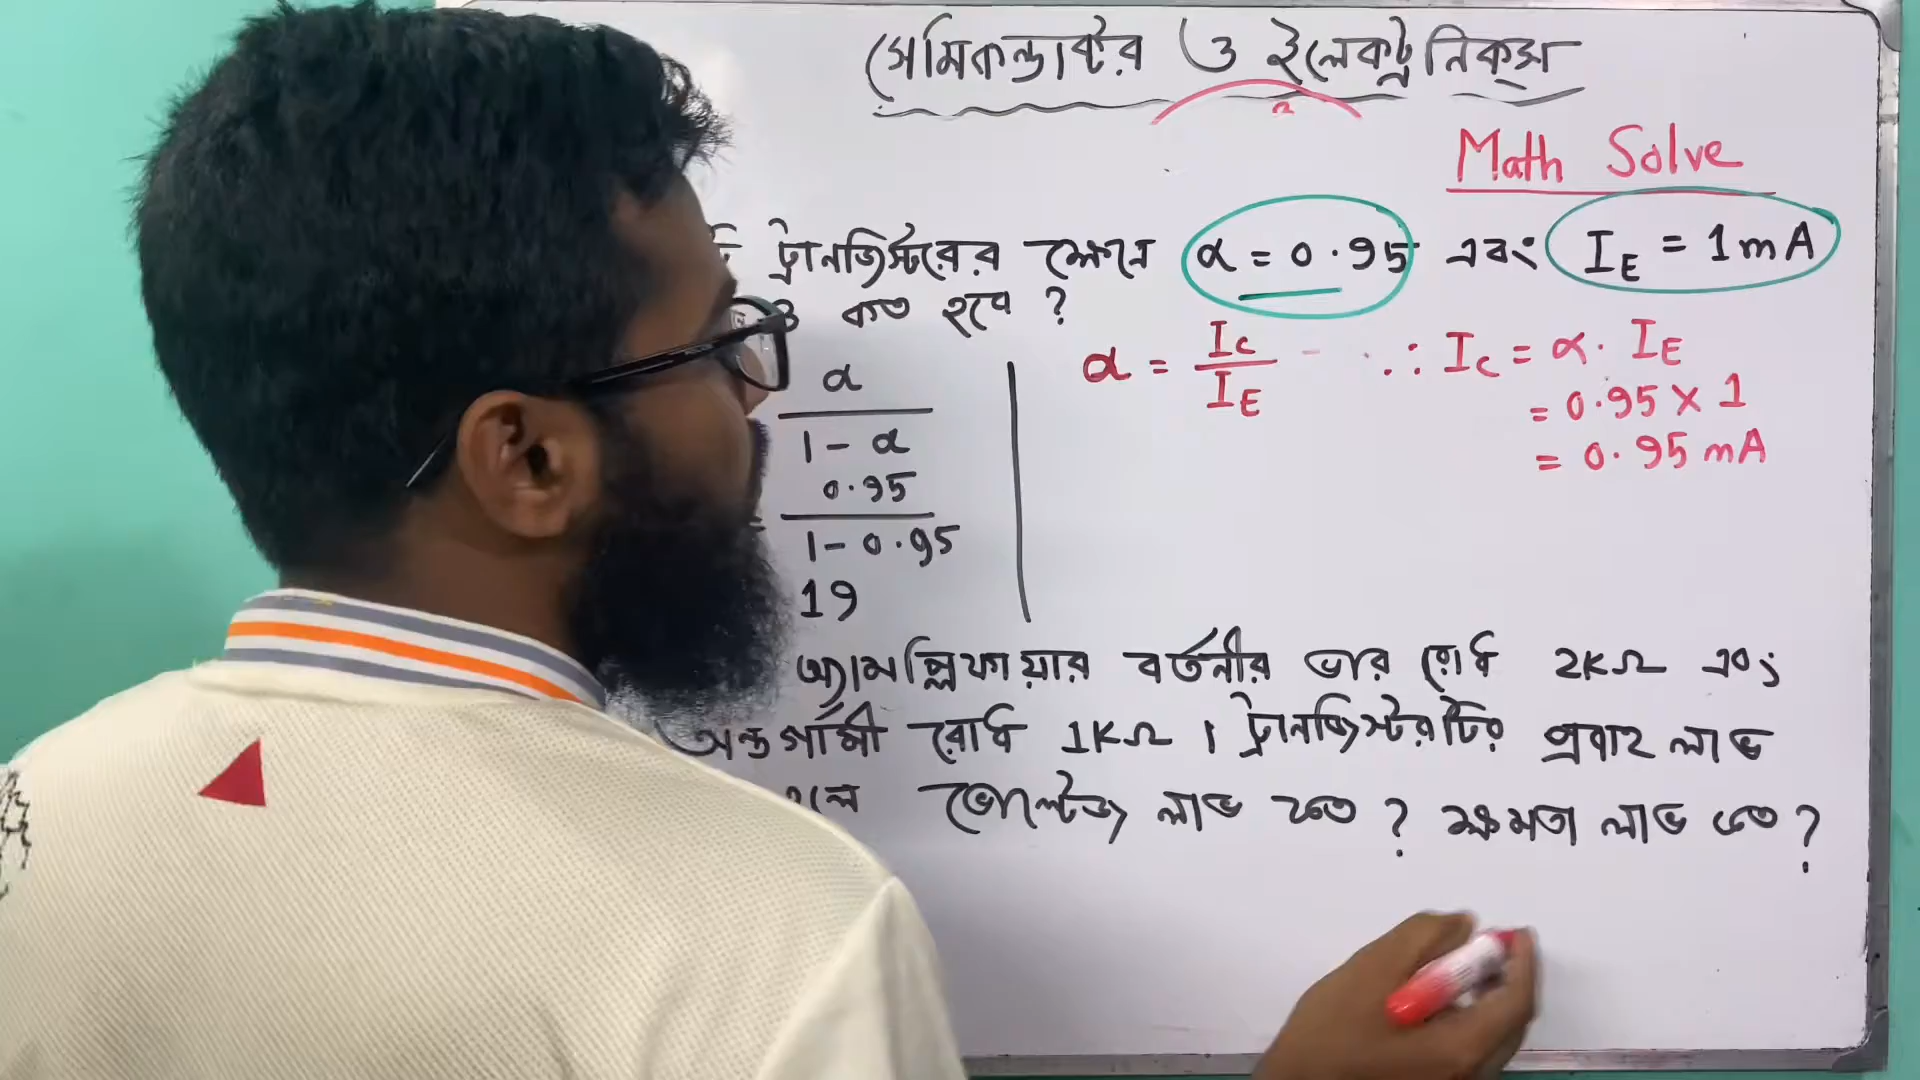 সেমিকন্ডাক্টর ও ইলেকট্রনিক্স
Math Solve
ট্রানজিস্টরের ক্ষেত্রে α = 0.95 এবং I_E = 1mA
কত হবে ?
α
1 - α
0.95
1 - 0.95
19
α = I_C / I_E ∴ I_C = α. I_E
= 0.95 × 1
= 0.95 mA
অ্যামপ্লিফায়ার বর্তনীর ভার রোধ 2KΩ এবং
অন্তর্গামী রোধ 1KΩ । ট্রানজিস্টরটির প্রবাহ লাভ
হলে ভোল্টেজ লাভ কত ? ক্ষমতা লাভ কত ?